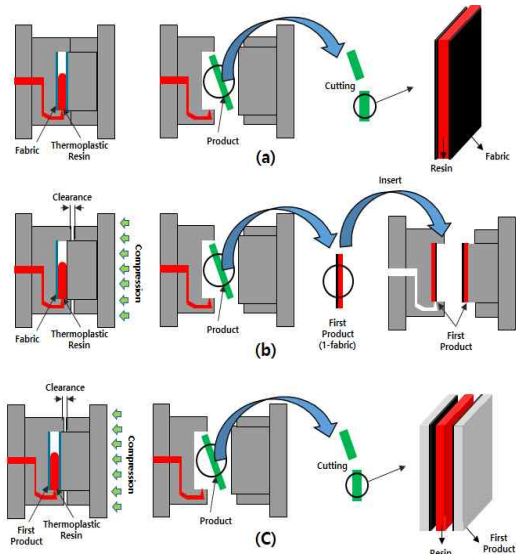 Cutting
Fabric
Thermoplastic
Resin
Product
Resin
Fabric
(a)
Insert
Clearance
Compression
Fabric
Thermoplastic
Resin
Product
First
Product
(1-fabric)
First
Product
(b)
Clearance
Compression
Cutting
First
Product
Thermoplastic
Resin
Product
Resin
First
Product
(C)